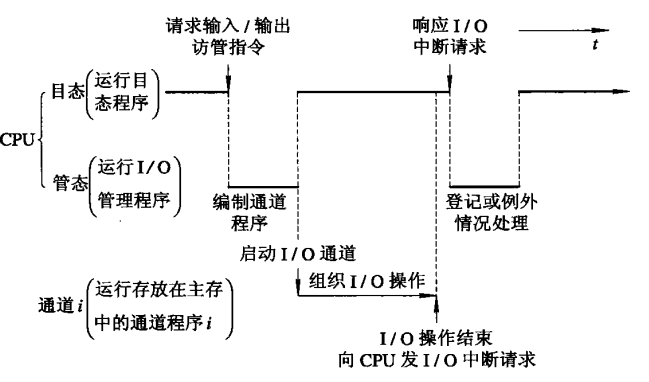 请求输入/输出
访管指令
响应 I/O
中断请求
t
CPU
目态(运行目
态程序)
管态(运行 I/O
管理程序)
编制通道
程序
登记或例外
情况处理
启动 I/O 通道
组织 I/O 操作
通道 i(运行存放在主存
中的通道程序 i)
I/O 操作结束
向 CPU 发 I/O 中断请求